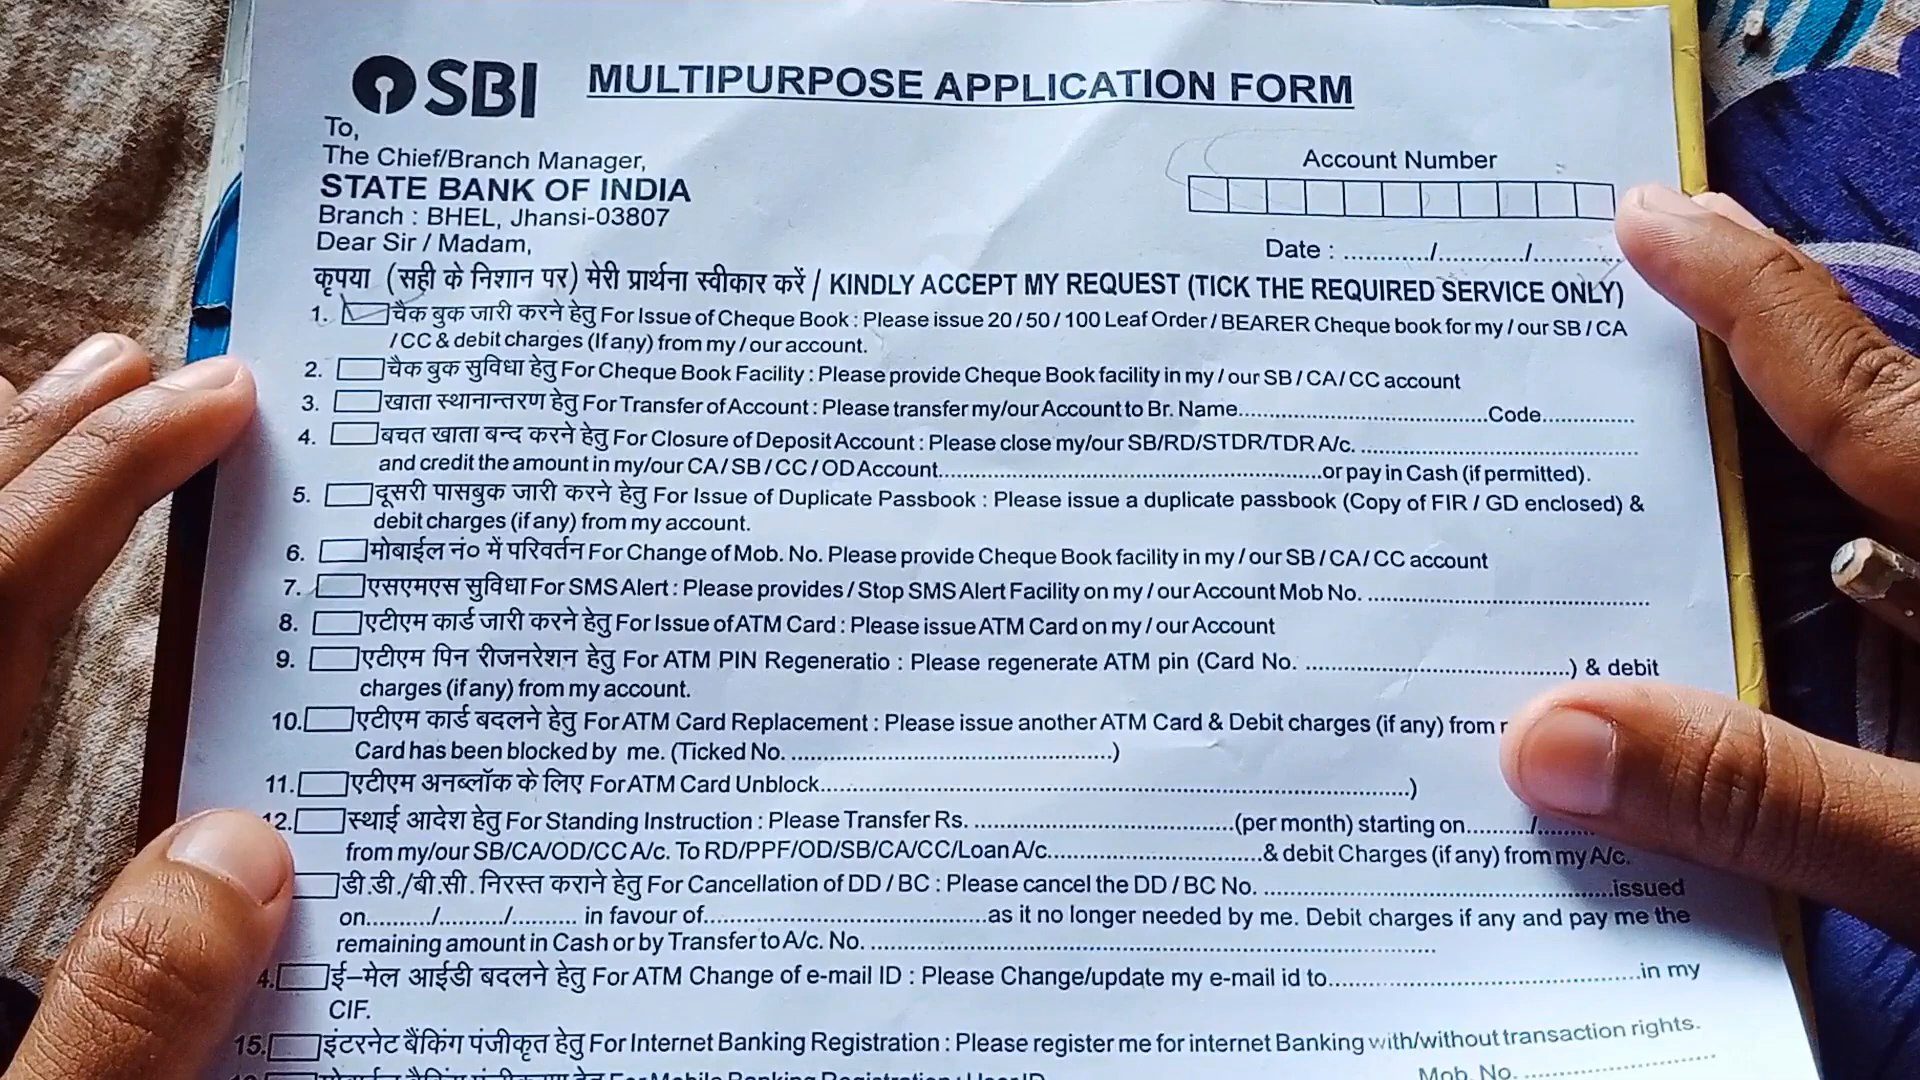 SBI MULTIPURPOSE APPLICATION FORM
To,
The Chief/Branch Manager,
Account Number
STATE BANK OF INDIA
Branch : BHEL, Jhansi-03807
Dear Sir / Madam,
Date : .........../.........../...........
कृपया (सही के निशान पर) मेरी प्रार्थना स्वीकार करें / KINDLY ACCEPT MY REQUEST (TICK THE REQUIRED SERVICE ONLY)
1. चैक बुक जारी करने हेतु For Issue of Cheque Book : Please issue 20 / 50 / 100 Leaf Order / BEARER Cheque book for my / our SB / CA
/ CC & debit charges (If any) from my / our account.
2. चैक बुक सुविधा हेतु For Cheque Book Facility : Please provide Cheque Book facility in my / our SB / CA / CC account
3. खाता स्थानान्तरण हेतु For Transfer of Account : Please transfer my/our Account to Br. Name....................................Code..............
4. बचत खाता बन्द करने हेतु For Closure of Deposit Account : Please close my/our SB/RD/STDR/TDR A/c. ..........................................
and credit the amount in my/our CA / SB / CC / OD Account.......................................................or pay in Cash (if permitted).
5. दूसरी पासबुक जारी करने हेतु For Issue of Duplicate Passbook : Please issue a duplicate passbook (Copy of FIR / GD enclosed) &
debit charges (if any) from my account.
6. मोबाईल नं० में परिवर्तन For Change of Mob. No. Please provide Cheque Book facility in my / our SB / CA / CC account
7. एसएमएस सुविधा For SMS Alert : Please provides / Stop SMS Alert Facility on my / our Account Mob No. ..........................................
8. एटीएम कार्ड जारी करने हेतु For Issue of ATM Card : Please issue ATM Card on my / our Account
9. एटीएम पिन रीजनरेशन हेतु For ATM PIN Regeneratio : Please regenerate ATM pin (Card No. .......................................) & debit
charges (if any) from my account.
10. एटीएम कार्ड बदलने हेतु For ATM Card Replacement : Please issue another ATM Card & Debit charges (if any) from
Card has been blocked by me. (Ticked No. ................................................)
11. एटीएम अनब्लॉक के लिए For ATM Card Unblock..........................................................................................)
12. स्थाई आदेश हेतु For Standing Instruction : Please Transfer Rs. .......................................(per month) starting on........../..........
from my/our SB/CA/OD/CC A/c. To RD/PPF/OD/SB/CA/CC/Loan A/c.................................& debit Charges (if any) from my A/c.
डी.डी./बी.सी. निरस्त कराने हेतु For Cancellation of DD / BC : Please cancel the DD / BC No. .....................................................issued
on........../........../.......... in favour of...........................................as it no longer needed by me. Debit charges if any and pay me the
remaining amount in Cash or by Transfer to A/c. No. ....................................................................................
4. ई-मेल आईडी बदलने हेतु For ATM Change of e-mail ID : Please Change/update my e-mail id to...............................................in my
CIF.
15. इंटरनेट बैंकिंग पंजीकृत हेतु For Internet Banking Registration : Please register me for internet Banking with/without transaction rights.
For Mobile Banking Registration : User ID
Mob. No. .............................